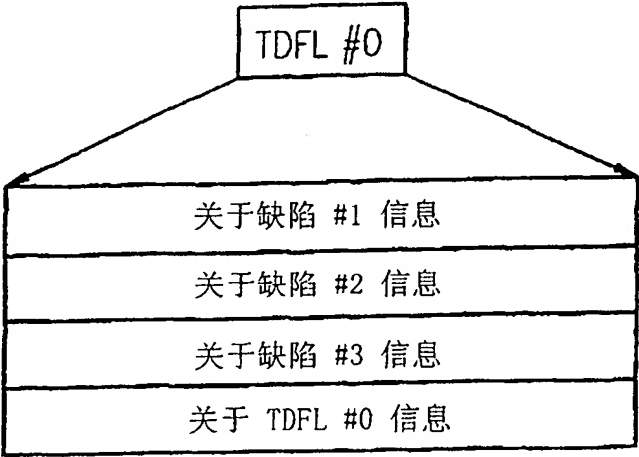 TDFL #0
关于缺陷 #1 信息
关于缺陷 #2 信息
关于缺陷 #3 信息
关于 TDFL #0 信息